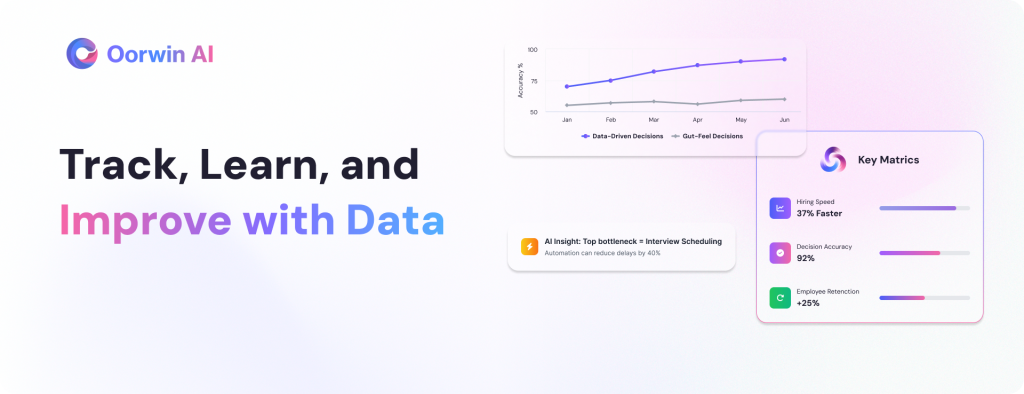 Oorwin AI
Track, Learn, and
Improve with Data
100
75
50
Accuracy %
Jan Feb Mar Apr May Jun
Data-Driven Decisions Gut-Feel Decisions
AI Insight: Top bottleneck = Interview Scheduling
Automation can reduce delays by 40%
Key Matrics
Hiring Speed
37% Faster
Decision Accuracy
92%
Employee Retenction
+25%